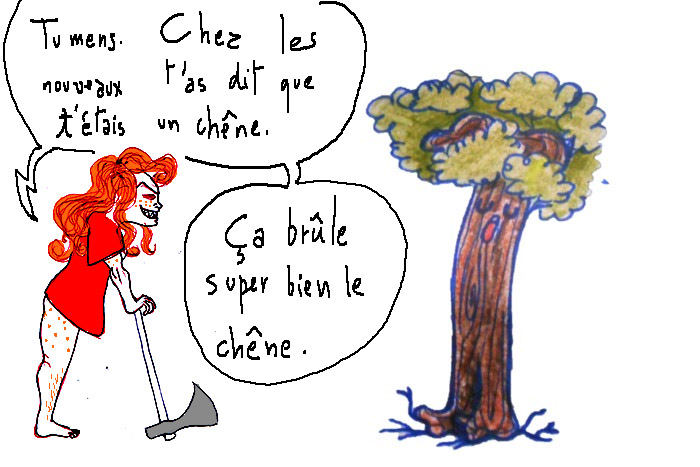 Tu mens. Chez les
nouveaux t'as dit que
t'étais un chêne.
Ça brûle
super bien le
chêne.